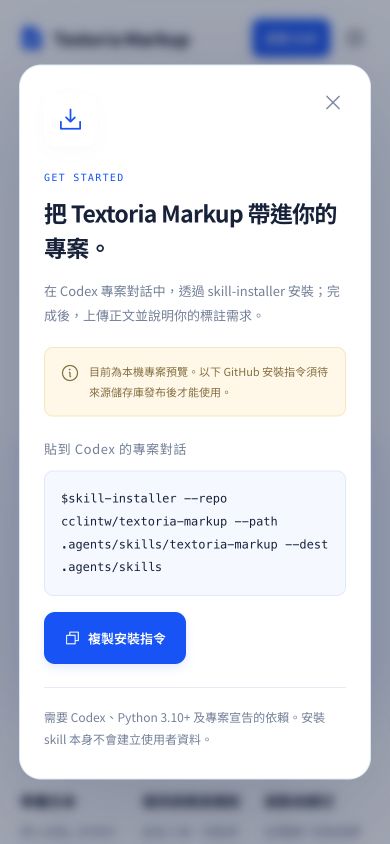 Textoria Markup
GET STARTED
把 Textoria Markup 帶進你的
專案。
在 Codex 專案對話中，透過 skill-installer 安裝；完
成後，上傳正文並說明你的標註需求。
目前為本機專案預覽。以下 GitHub 安裝指令須待
來源儲存庫發布後才能使用。
貼到 Codex 的專案對話
$skill-installer --repo
cclintw/textoria-markup --path
.agents/skills/textoria-markup --dest
.agents/skills
複製安裝指令
需要 Codex、Python 3.10+ 及專案宣告的依賴。安裝
skill 本身不會建立使用者資料。